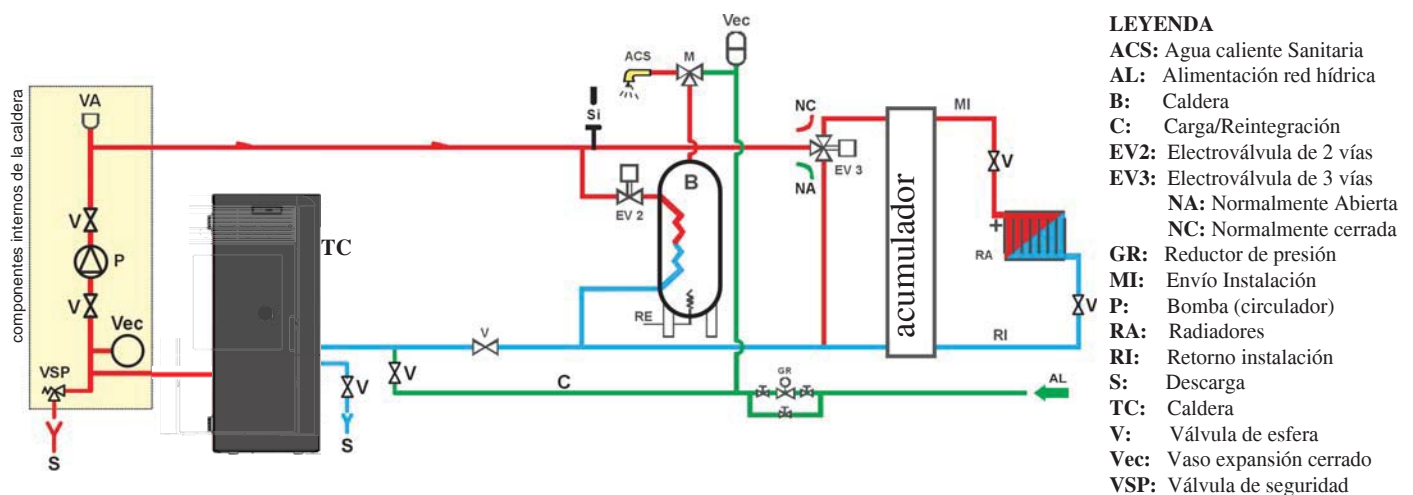 componentes internos de la caldera
VA
V
P
V
Vec
VSP
S
TC
V
S
V
V
C
Si
EV 2
ACS
M
Vec
B
RE
NC
NA
EV 3
GR
AL
acumulador
MI
V
+
RA
V
RI
LEYENDA
ACS: Agua caliente Sanitaria
AL: Alimentación red hídrica
B: Caldera
C: Carga/Reintegración
EV2: Electroválvula de 2 vías
EV3: Electroválvula de 3 vías
NA: Normalmente Abierta
NC: Normalmente cerrada
GR: Reductor de presión
MI: Envío Instalación
P: Bomba (circulador)
RA: Radiadores
RI: Retorno instalación
S: Descarga
TC: Caldera
V: Válvula de esfera
Vec: Vaso expansión cerrado
VSP: Válvula de seguridad